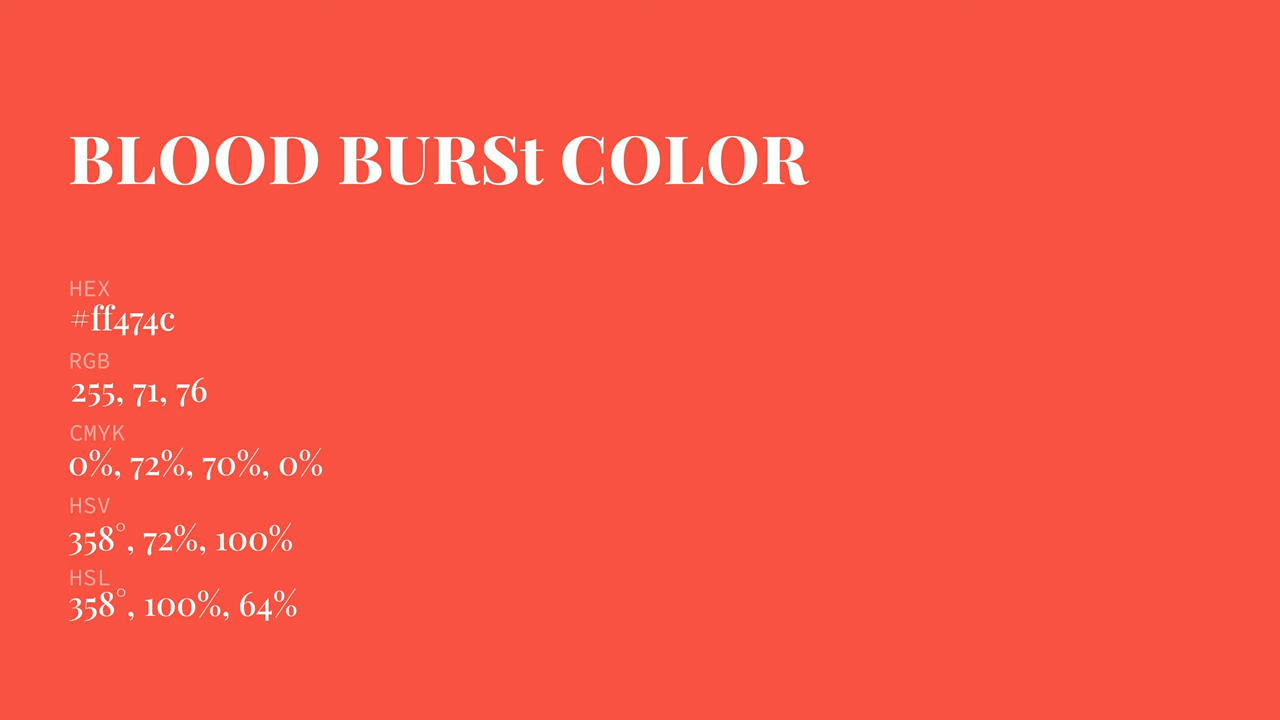 BLOOD BURSt COLOR
HEX
#ff474c
RGB
255, 71, 76
CMYK
0%, 72%, 70%, 0%
HSV
358°, 72%, 100%
HSL
358°, 100%, 64%